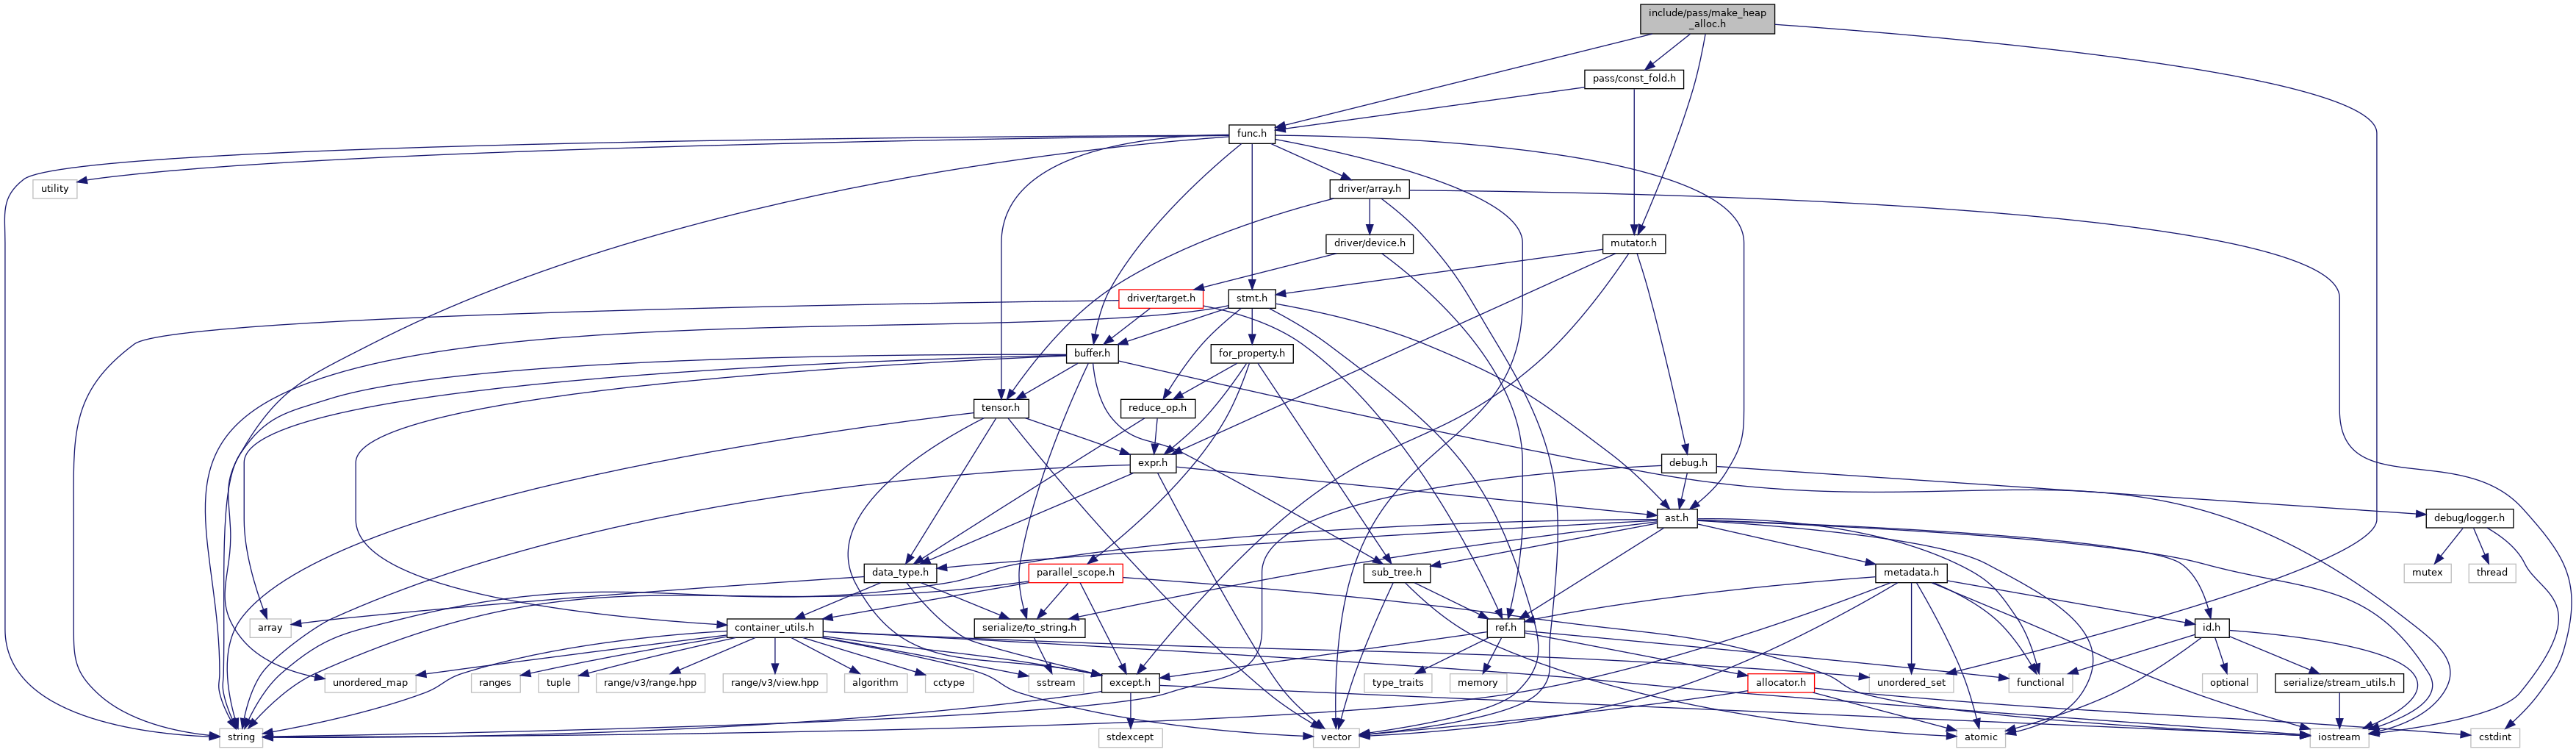 include/pass/make_heap
_alloc.h
pass/const_fold.h
func.h
utility
driver/array.h
driver/device.h
mutator.h
driver/target.h
stmt.h
buffer.h
for_property.h
tensor.h
reduce_op.h
expr.h
debug.h
ast.h
debug/logger.h
data_type.h
parallel_scope.h
sub_tree.h
metadata.h
mutex
thread
array
container_utils.h
serialize/to_string.h
ref.h
id.h
unordered_map
ranges
tuple
range/v3/range.hpp
range/v3/view.hpp
algorithm
cctype
sstream
except.h
type_traits
memory
allocator.h
unordered_set
functional
optional
serialize/stream_utils.h
string
stdexcept
vector
atomic
iostream
cstdint